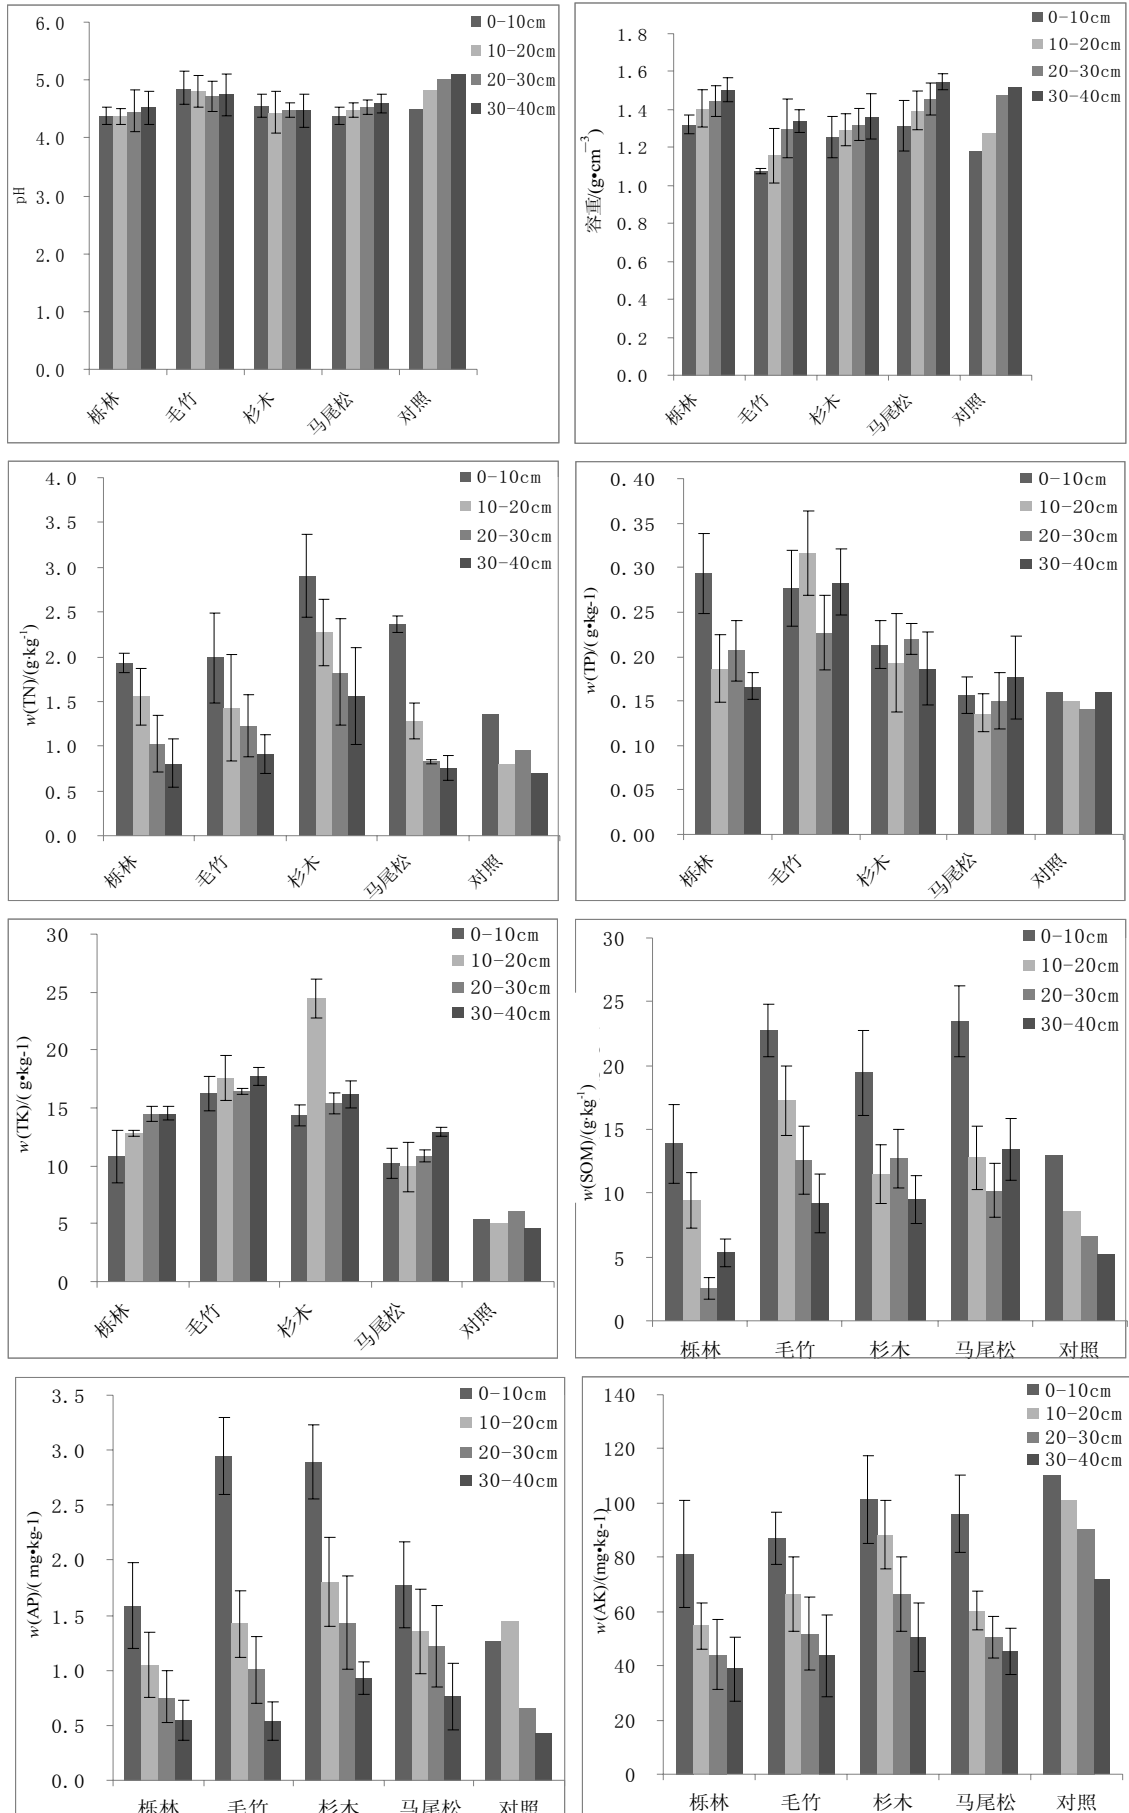 6.0
5.0
4.0
3.0
2.0
1.0
0.0
pH
0-10cm
10-20cm
20-30cm
30-40cm
栎林 毛竹 杉木 马尾松 对照
1.8
1.6
1.4
1.2
1.0
0.8
0.6
0.4
0.2
0.0
容重/(g•cm⁻³)
0-10cm
10-20cm
20-30cm
30-40cm
栎林 毛竹 杉木 马尾松 对照
4.0
3.5
3.0
2.5
2.0
1.5
1.0
0.5
0.0
w(TN)/(g·kg⁻¹)
0-10cm
10-20cm
20-30cm
30-40cm
栎林 毛竹 杉木 马尾松 对照
0.40
0.35
0.30
0.25
0.20
0.15
0.10
0.05
0.00
w(TP)/( g•kg-1)
0-10cm
10-20cm
20-30cm
30-40cm
栎林 毛竹 杉木 马尾松 对照
30
25
20
15
10
5
0
w(TK)/( g•kg-1)
0-10cm
10-20cm
20-30cm
30-40cm
栎林 毛竹 杉木 马尾松 对照
30
25
20
15
10
5
0
w(SOM)/(g·kg⁻¹)
0-10cm
10-20cm
20-30cm
30-40cm
栎林 毛竹 杉木 马尾松 对照
3.5
3.0
2.5
2.0
1.5
1.0
0.5
0.0
w(AP)/( mg•kg-1)
0-10cm
10-20cm
20-30cm
30-40cm
栎林 毛竹 杉木 马尾松 对照
140
120
100
80
60
40
20
0
w(AK)/(mg•kg-1)
0-10cm
10-20cm
20-30cm
30-40cm
栎林 毛竹 杉木 马尾松 对照